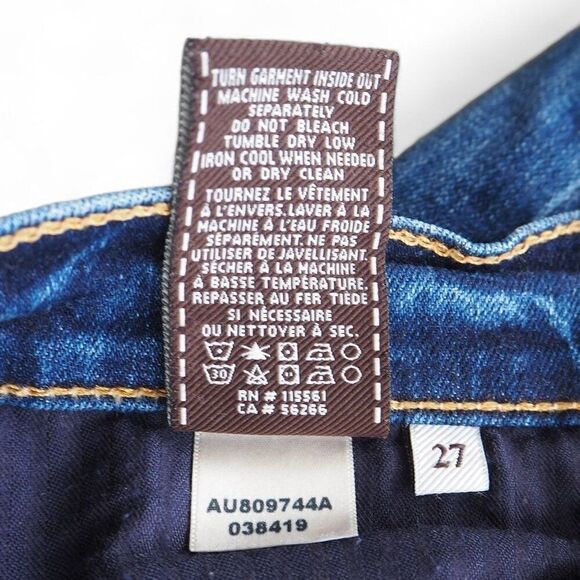 TURN GARMENT INSIDE OUT
MACHINE WASH COLD
SEPARATELY
DO NOT BLEACH
TUMBLE DRY LOW
IRON COOL WHEN NEEDED
OR DRY CLEAN
TOURNEZ LE VÊTEMENT
À L'ENVERS. LAVER À LA
MACHINE À L'EAU FROIDE
SÉPARÉMENT. NE PAS
UTILISER DE JAVELLISANT.
SÉCHER À LA MACHINE
À BASSE TEMPÉRATURE.
REPASSER AU FER TIEDE
SI NÉCESSAIRE
OU NETTOYER À SEC.
30
RN # 115561
CA # 56266
27
AU809744A
038419